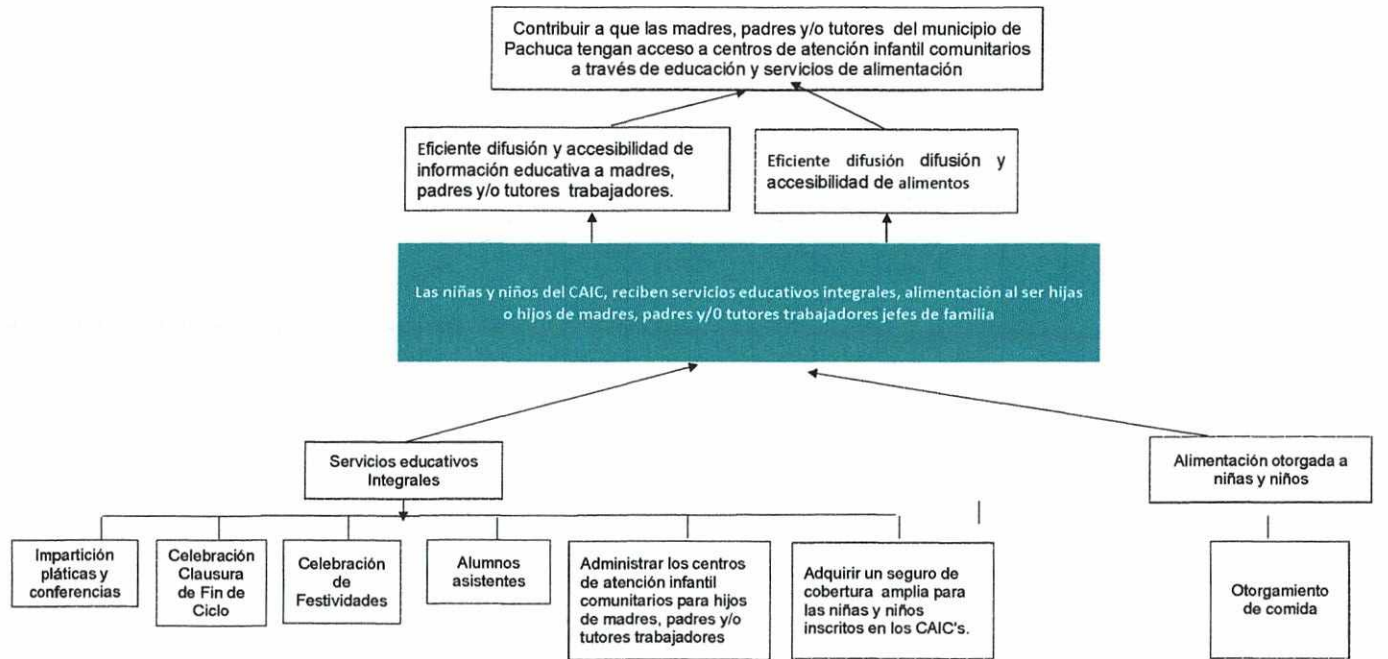 Contribuir a que las madres, padres y/o tutores del municipio de
Pachuca tengan acceso a centros de atención infantil comunitarios
a través de educación y servicios de alimentación
Eficiente difusión y accesibilidad de
información educativa a madres,
padres y/o tutores trabajadores.
Eficiente difusión difusión y
accesibilidad de alimentos
Las niñas y niños del CAIC, reciben servicios educativos integrales, alimentación al ser hijas
o hijos de madres, padres y/0 tutores trabajadores jefes de familia
Servicios educativos
Integrales
Alimentación otorgada a
niñas y niños
Impartición
pláticas y
conferencias
Celebración
Clausura
de Fin de
Ciclo
Celebración
de
Festividades
Alumnos
asistentes
Administrar los centros
de atención infantil
comunitarios para hijos
de madres, padres y/o
tutores trabajadores
Adquirir un seguro de
cobertura amplia para
las niñas y niños
inscritos en los CAIC's.
Otorgamiento
de comida